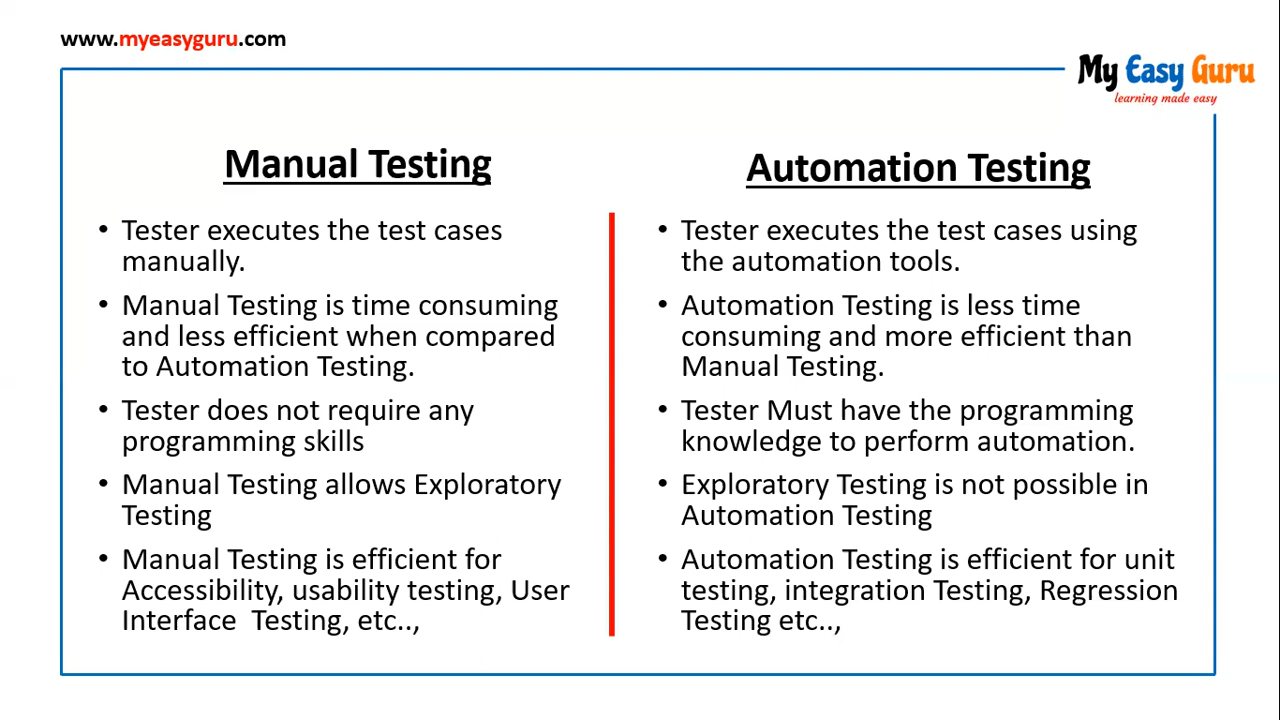 www.myeasyguru.com
My Easy Guru
learning made easy
Manual Testing
• Tester executes the test cases
manually.
• Manual Testing is time consuming
and less efficient when compared
to Automation Testing.
• Tester does not require any
programming skills
• Manual Testing allows Exploratory
Testing
• Manual Testing is efficient for
Accessibility, usability testing, User
Interface  Testing, etc..,
Automation Testing
• Tester executes the test cases using
the automation tools.
• Automation Testing is less time
consuming and more efficient than
Manual Testing.
• Tester Must have the programming
knowledge to perform automation.
• Exploratory Testing is not possible in
Automation Testing
• Automation Testing is efficient for unit
testing, integration Testing, Regression
Testing etc..,